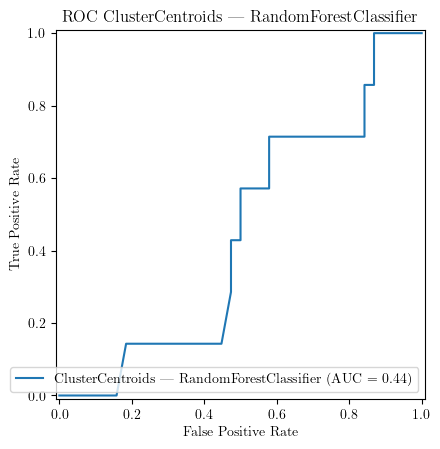 ROC ClusterCentroids — RandomForestClassifier
True Positive Rate
1.0
0.8
0.6
0.4
0.2
0.0
ClusterCentroids — RandomForestClassifier (AUC = 0.44)
0.0 0.2 0.4 0.6 0.8 1.0
False Positive Rate